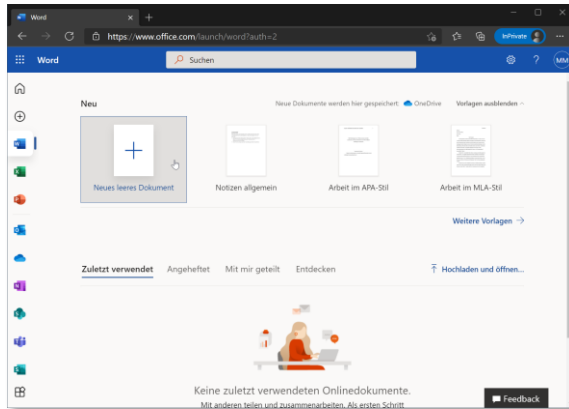 Word
https://www.office.com/launch/word?auth=2
InPrivate
Word
Suchen
MM
Neu
Neue Dokumente werden hier gespeichert: OneDrive
Vorlagen ausblenden
Neues leeres Dokument
Notizen allgemein
Arbeit im APA-Stil
Arbeit im MLA-Stil
Weitere Vorlagen
Zuletzt verwendet
Angeheftet
Mit mir geteilt
Entdecken
Hochladen und öffnen...
Keine zuletzt verwendeten Onlinedokumente.
Mit anderen teilen und zusammenarbeiten. Als ersten Schritt
Feedback